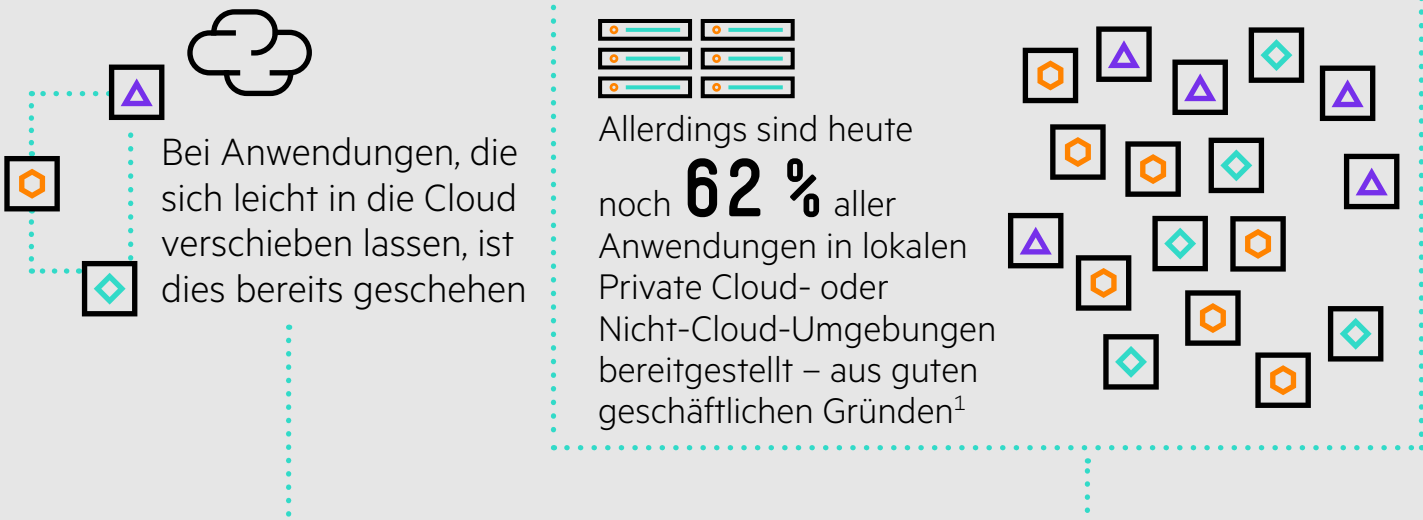 Bei Anwendungen, die
sich leicht in die Cloud
verschieben lassen, ist
dies bereits geschehen
Allerdings sind heute
noch 62 % aller
Anwendungen in lokalen
Private Cloud- oder
Nicht-Cloud-Umgebungen
bereitgestellt – aus guten
geschäftlichen Gründen¹